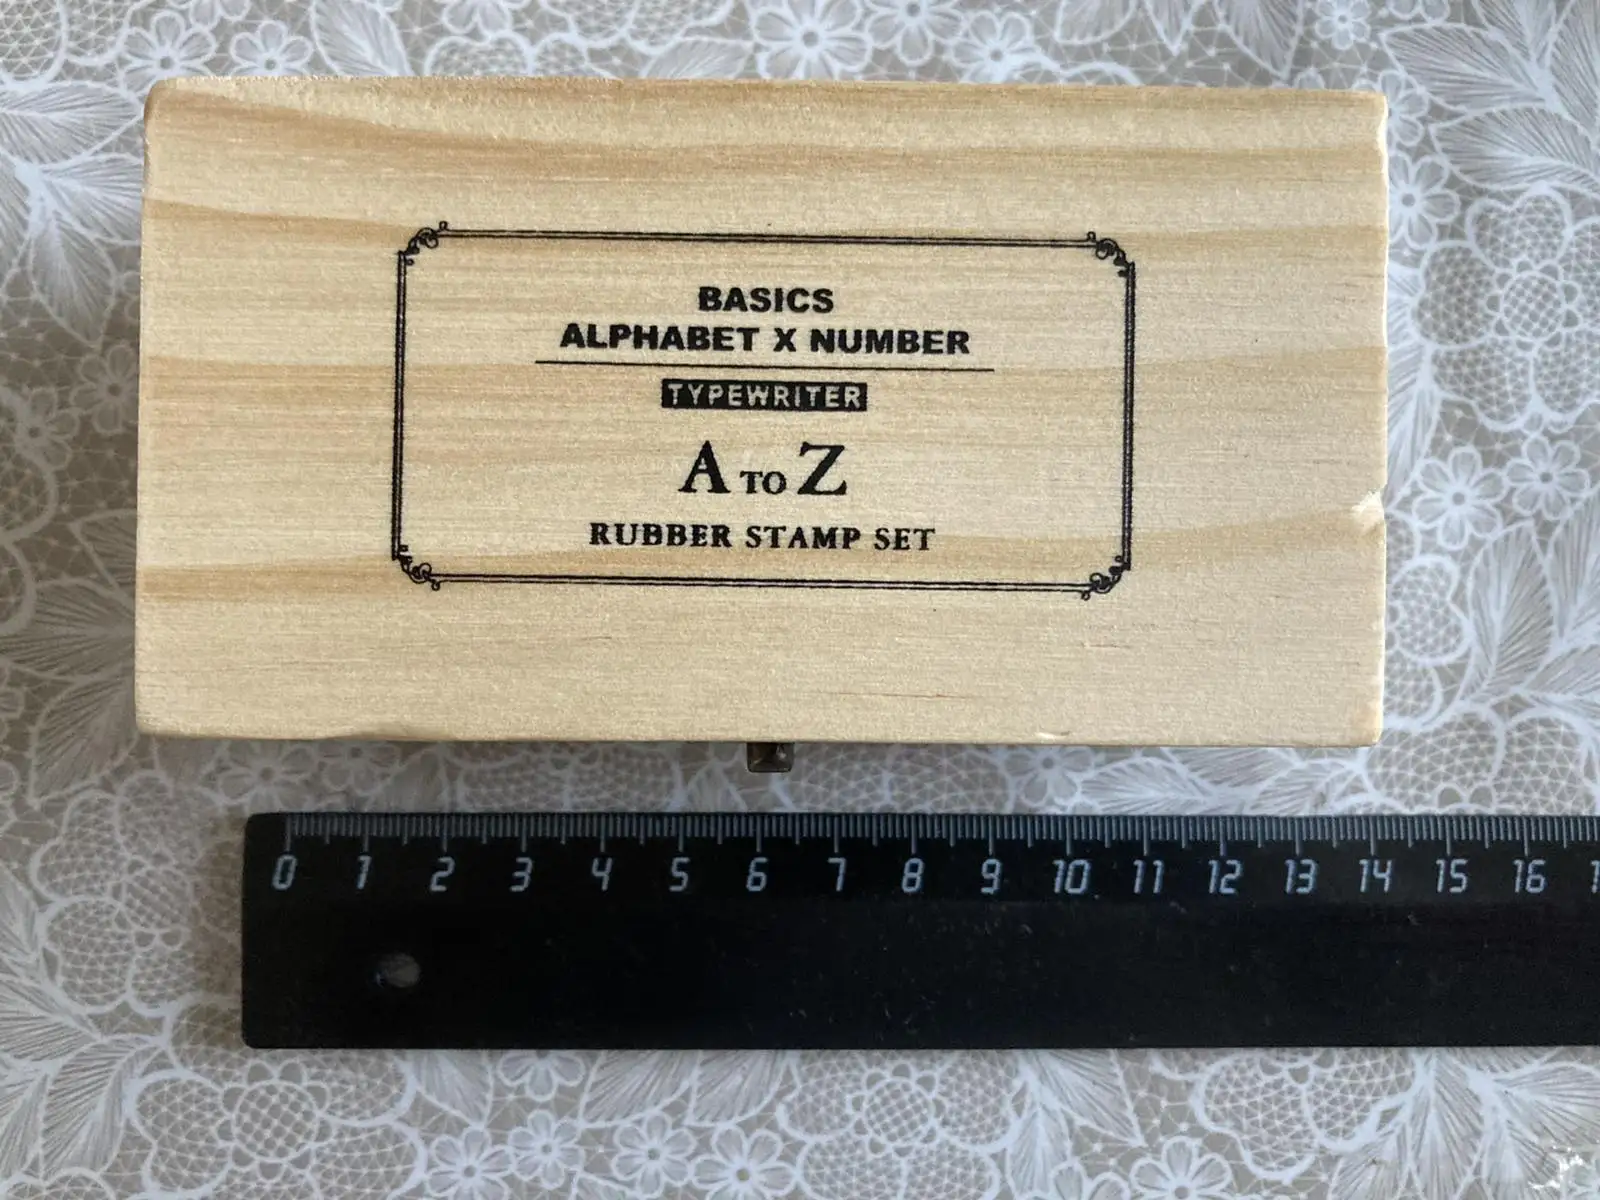 BASICS
ALPHABET X NUMBER
TYPEWRITER
A TO Z
RUBBER STAMP SET
0 1 2 3 4 5 6 7 8 9 10 11 12 13 14 15 16